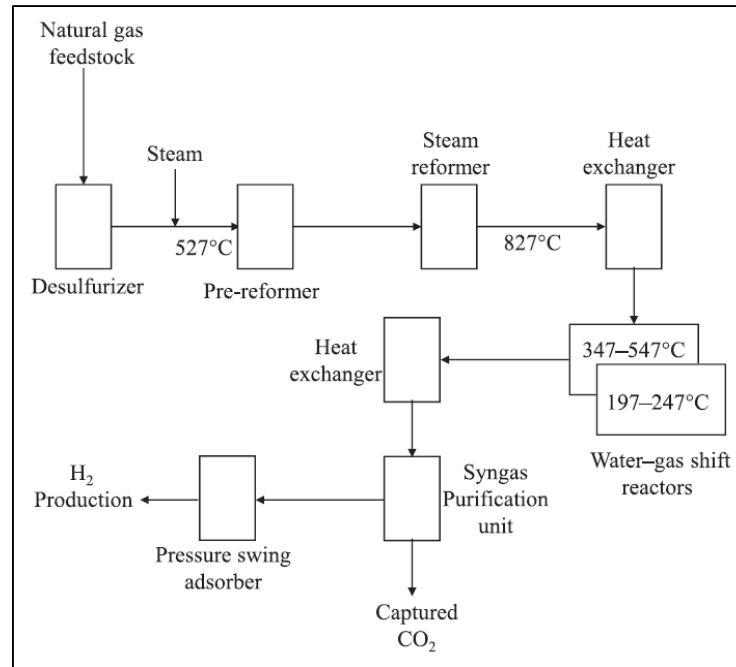 Natural gas
feedstock
Steam
Steam
reformer
Heat
exchanger
527°C
827°C
Desulfurizer
Pre-reformer
Heat
exchanger
347–547°C
197–247°C
Water–gas shift
reactors
H₂
Production
Syngas
Purification
unit
Pressure swing
adsorber
Captured
CO₂